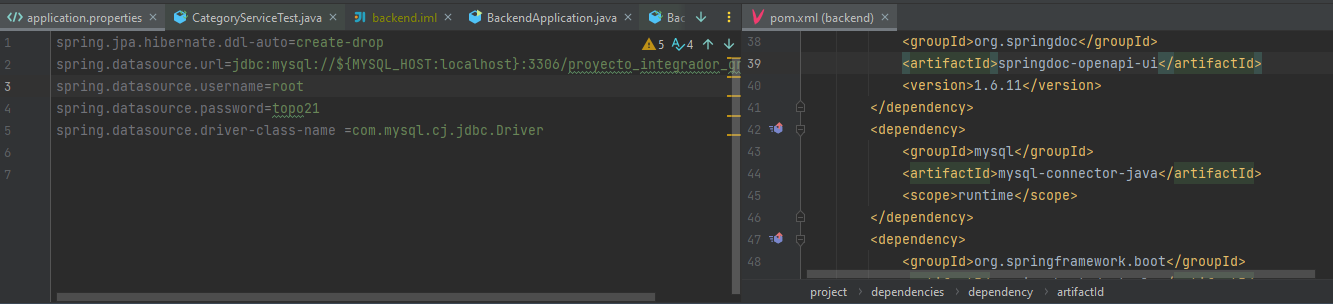 application.properties CategoryServiceTest.java backend.iml BackendApplication.java Bac
1 spring.jpa.hibernate.ddl-auto=create-drop
2 spring.datasource.url=jdbc:mysql://${MYSQL_HOST:localhost}:3306/proyecto_integrador_gr
3 spring.datasource.username=root
4 spring.datasource.password=topo21
5 spring.datasource.driver-class-name =com.mysql.cj.jdbc.Driver
6
7
5 4
pom.xml (backend)
38 <groupId>org.springdoc</groupId>
39 <artifactId>springdoc-openapi-ui</artifactId>
40 <version>1.6.11</version>
41 </dependency>
42 <dependency>
43 <groupId>mysql</groupId>
44 <artifactId>mysql-connector-java</artifactId>
45 <scope>runtime</scope>
46 </dependency>
47 <dependency>
48 <groupId>org.springframework.boot</groupId>
project › dependencies › dependency › artifactId